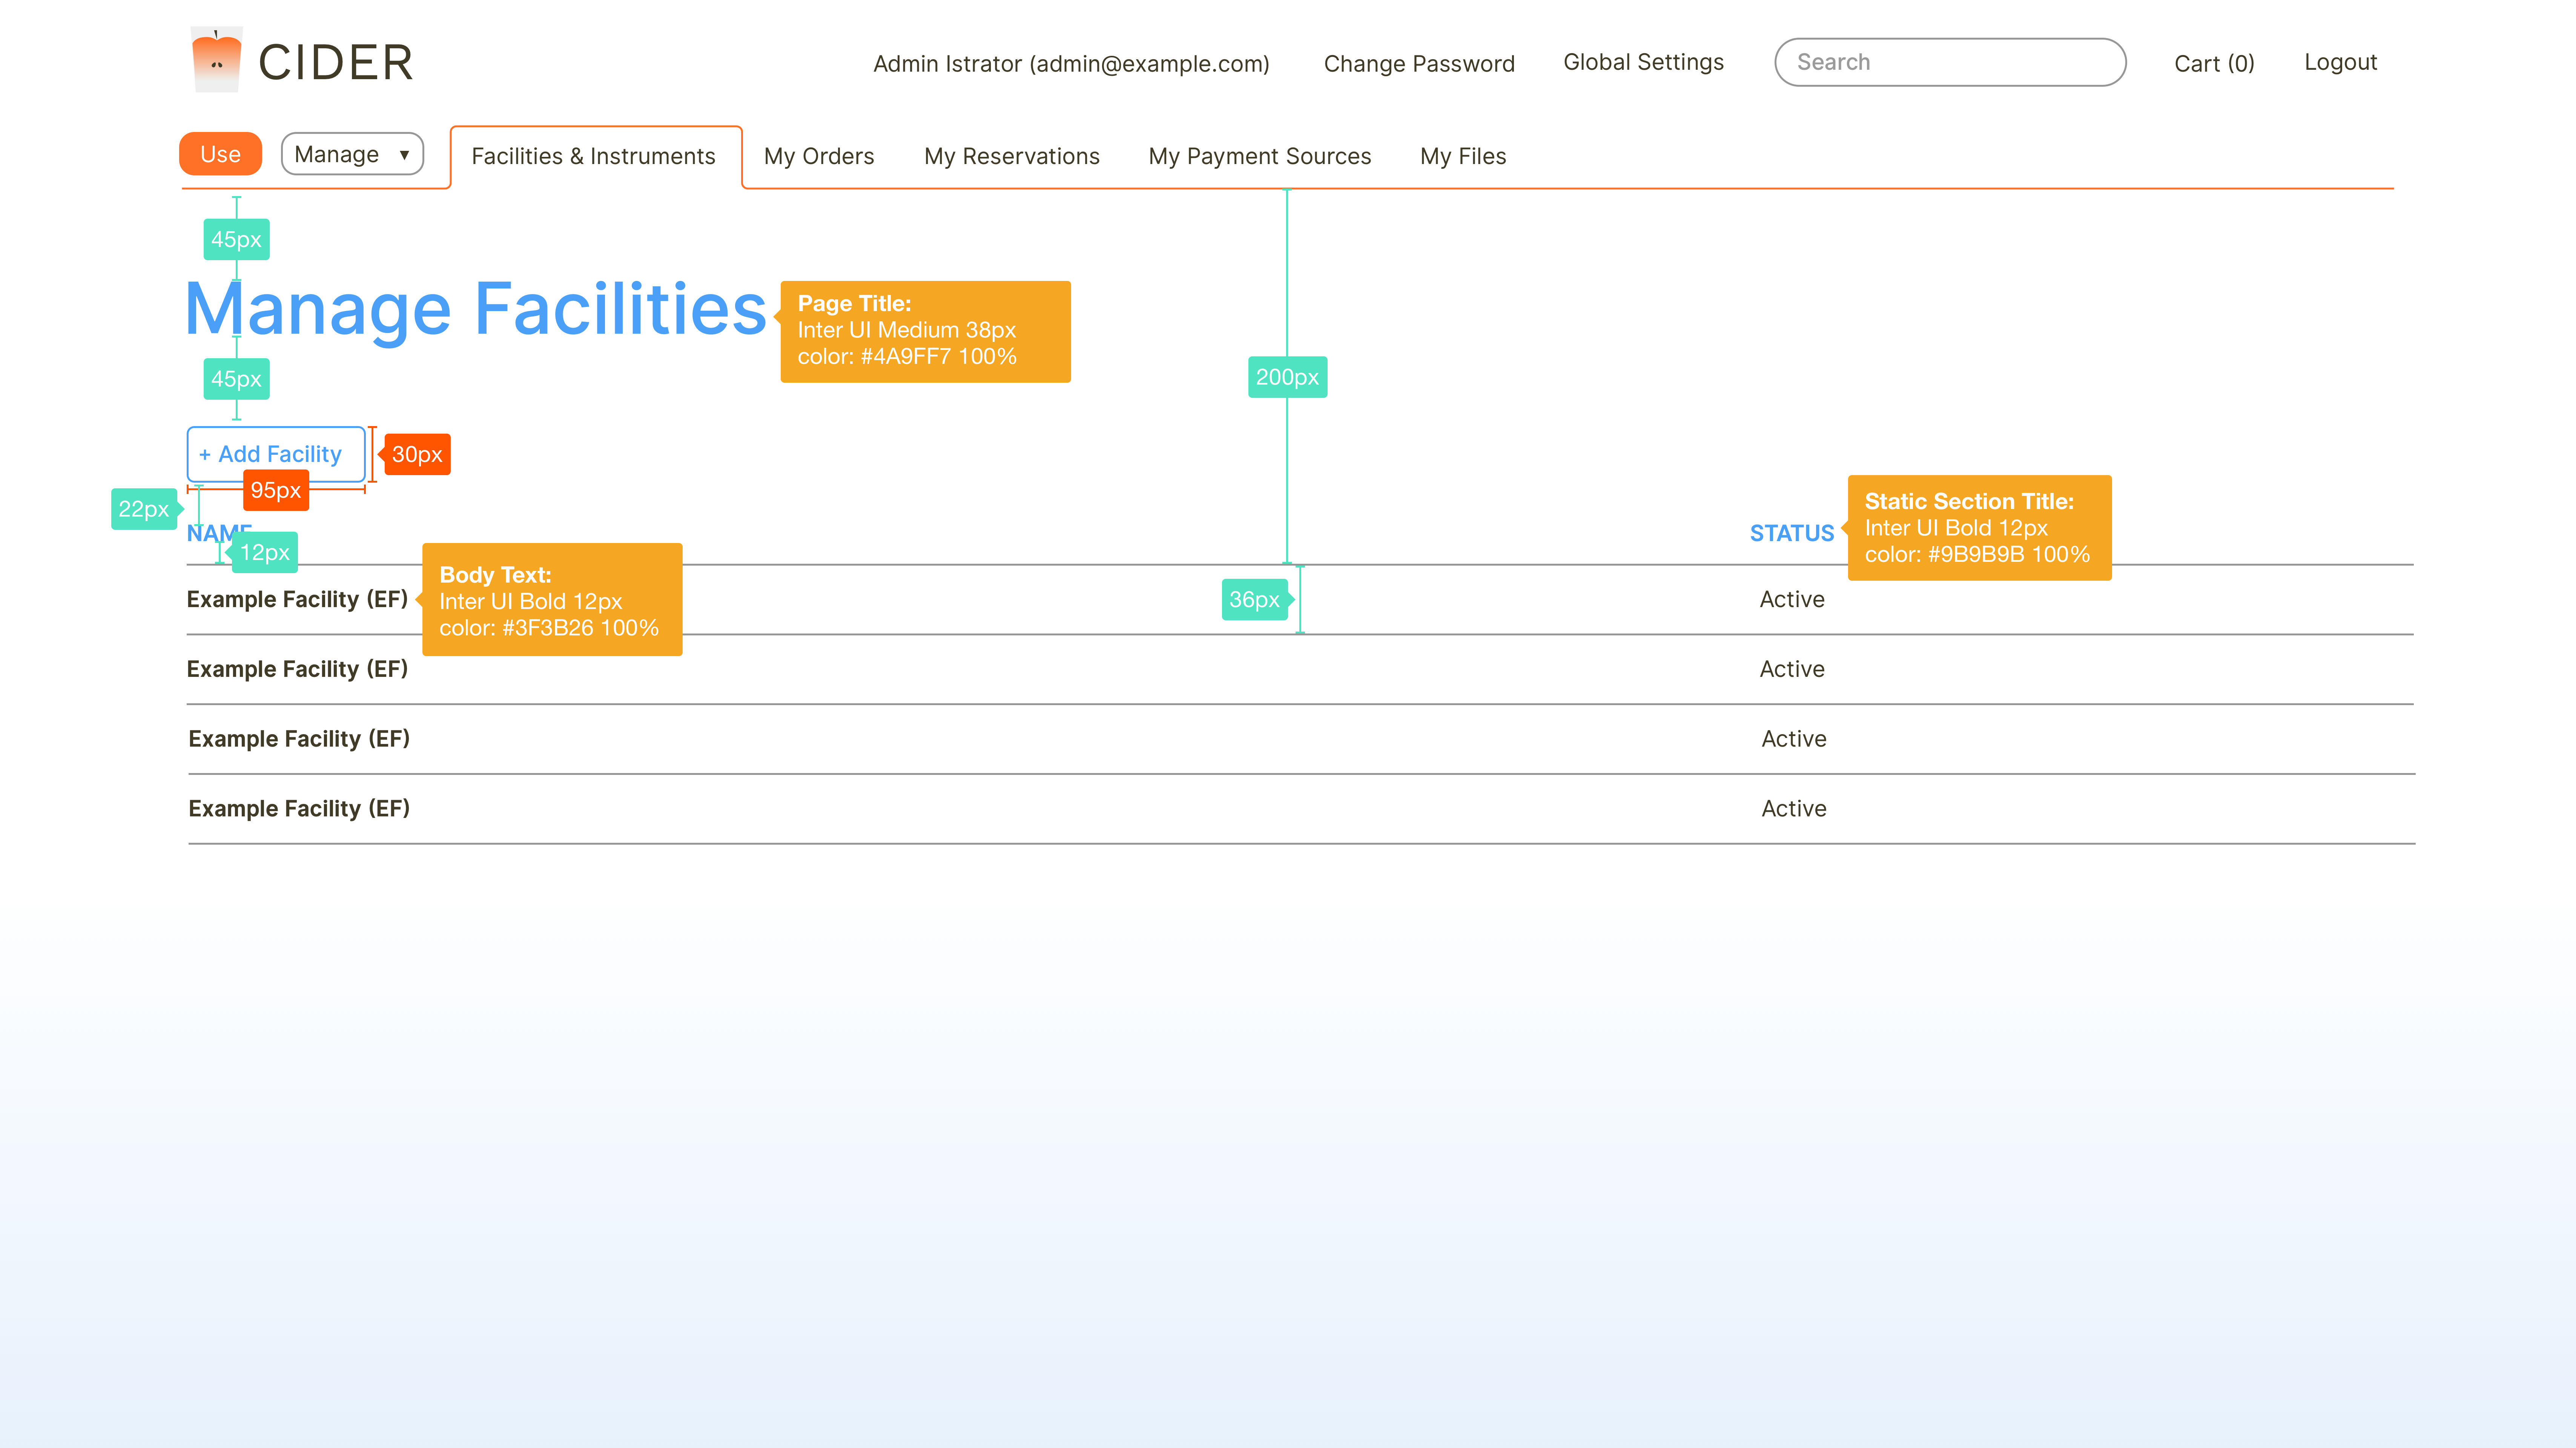 CIDER
Admin Istrator (admin@example.com) Change Password Global Settings Search Cart (0) Logout
Use Manage ▼ Facilities & Instruments My Orders My Reservations My Payment Sources My Files
45px
Manage Facilities
Page Title:
Inter UI Medium 38px
color: #4A9FF7 100%
45px
200px
+ Add Facility
30px
95px
22px
NAME
12px
STATUS
Static Section Title:
Inter UI Bold 12px
color: #9B9B9B 100%
Example Facility (EF)
Body Text:
Inter UI Bold 12px
color: #3F3B26 100%
36px
Active
Example Facility (EF) Active
Example Facility (EF) Active
Example Facility (EF) Active